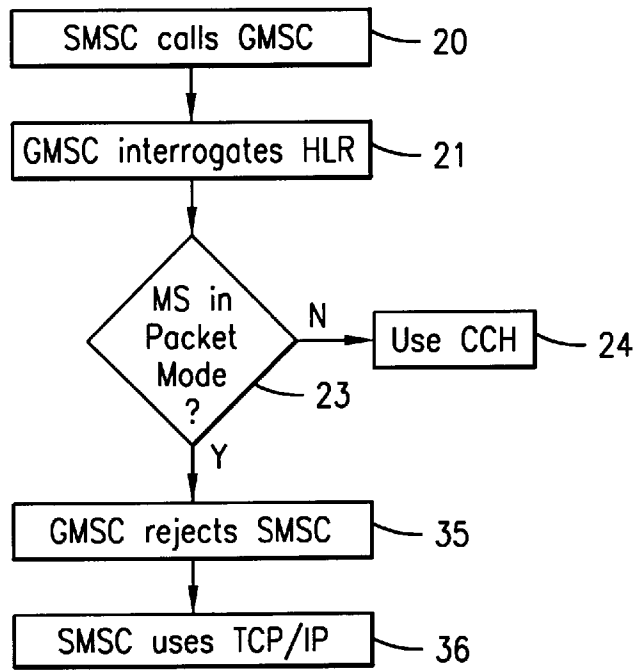 SMSC calls GMSC
20
GMSC interrogates HLR
21
MS in
Packet
Mode
?
23
N
Use CCH
24
Y
GMSC rejects SMSC
35
SMSC uses TCP/IP
36